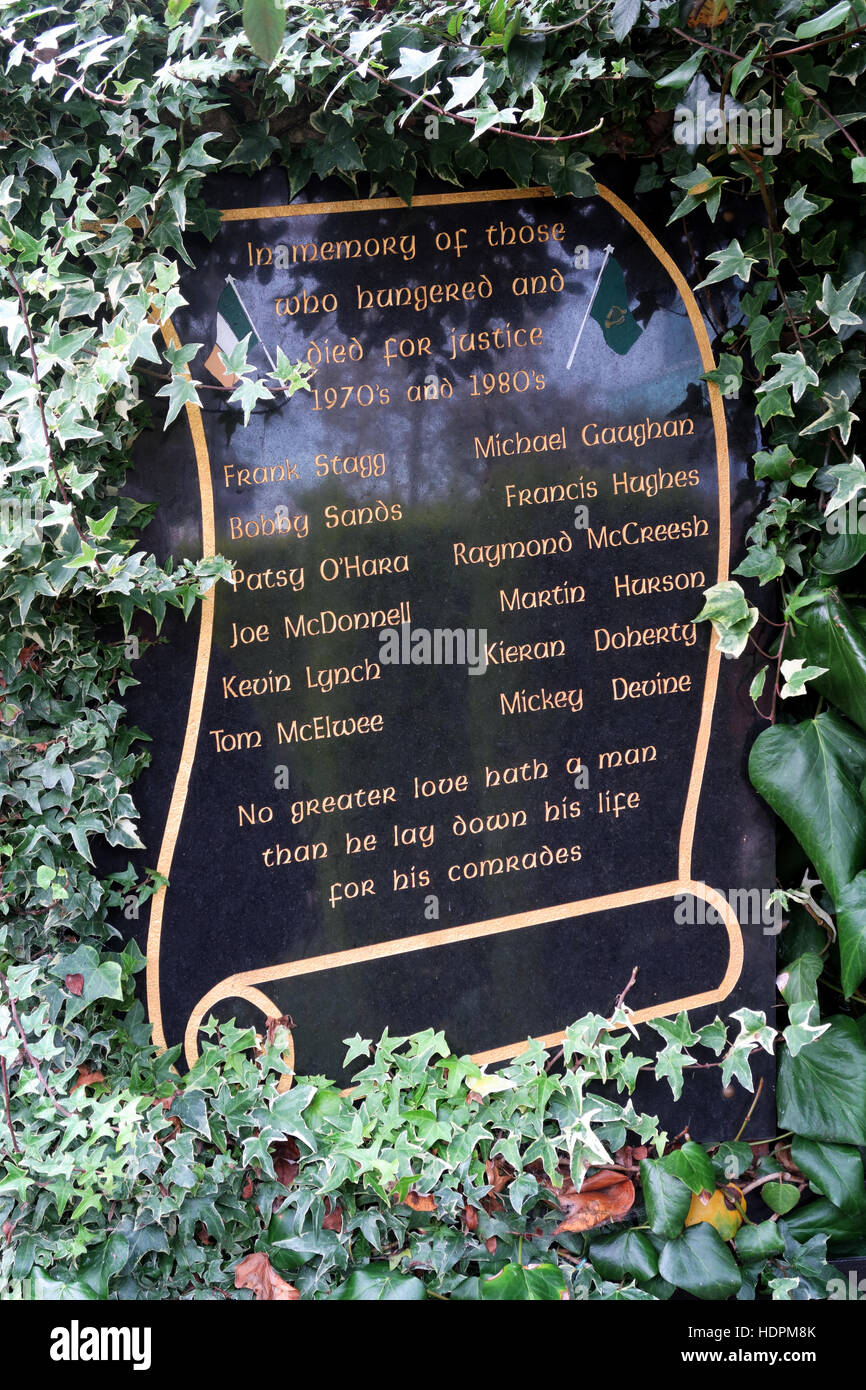 In memory of those
who hungered and
died for justice
1970's and 1980's
Frank Stagg Michael Gaughan
Bobby Sands Francis Hughes
Patsy O'Hara Raymond McCreesh
Joe McDonnell Martin Hurson
Kevin Lynch Kieran Doherty
Tom McElwee Mickey Devine
No greater love hath a man
than he lay down his life
for his comrades
alamy stock photo
HDPM8K
www.alamy.com